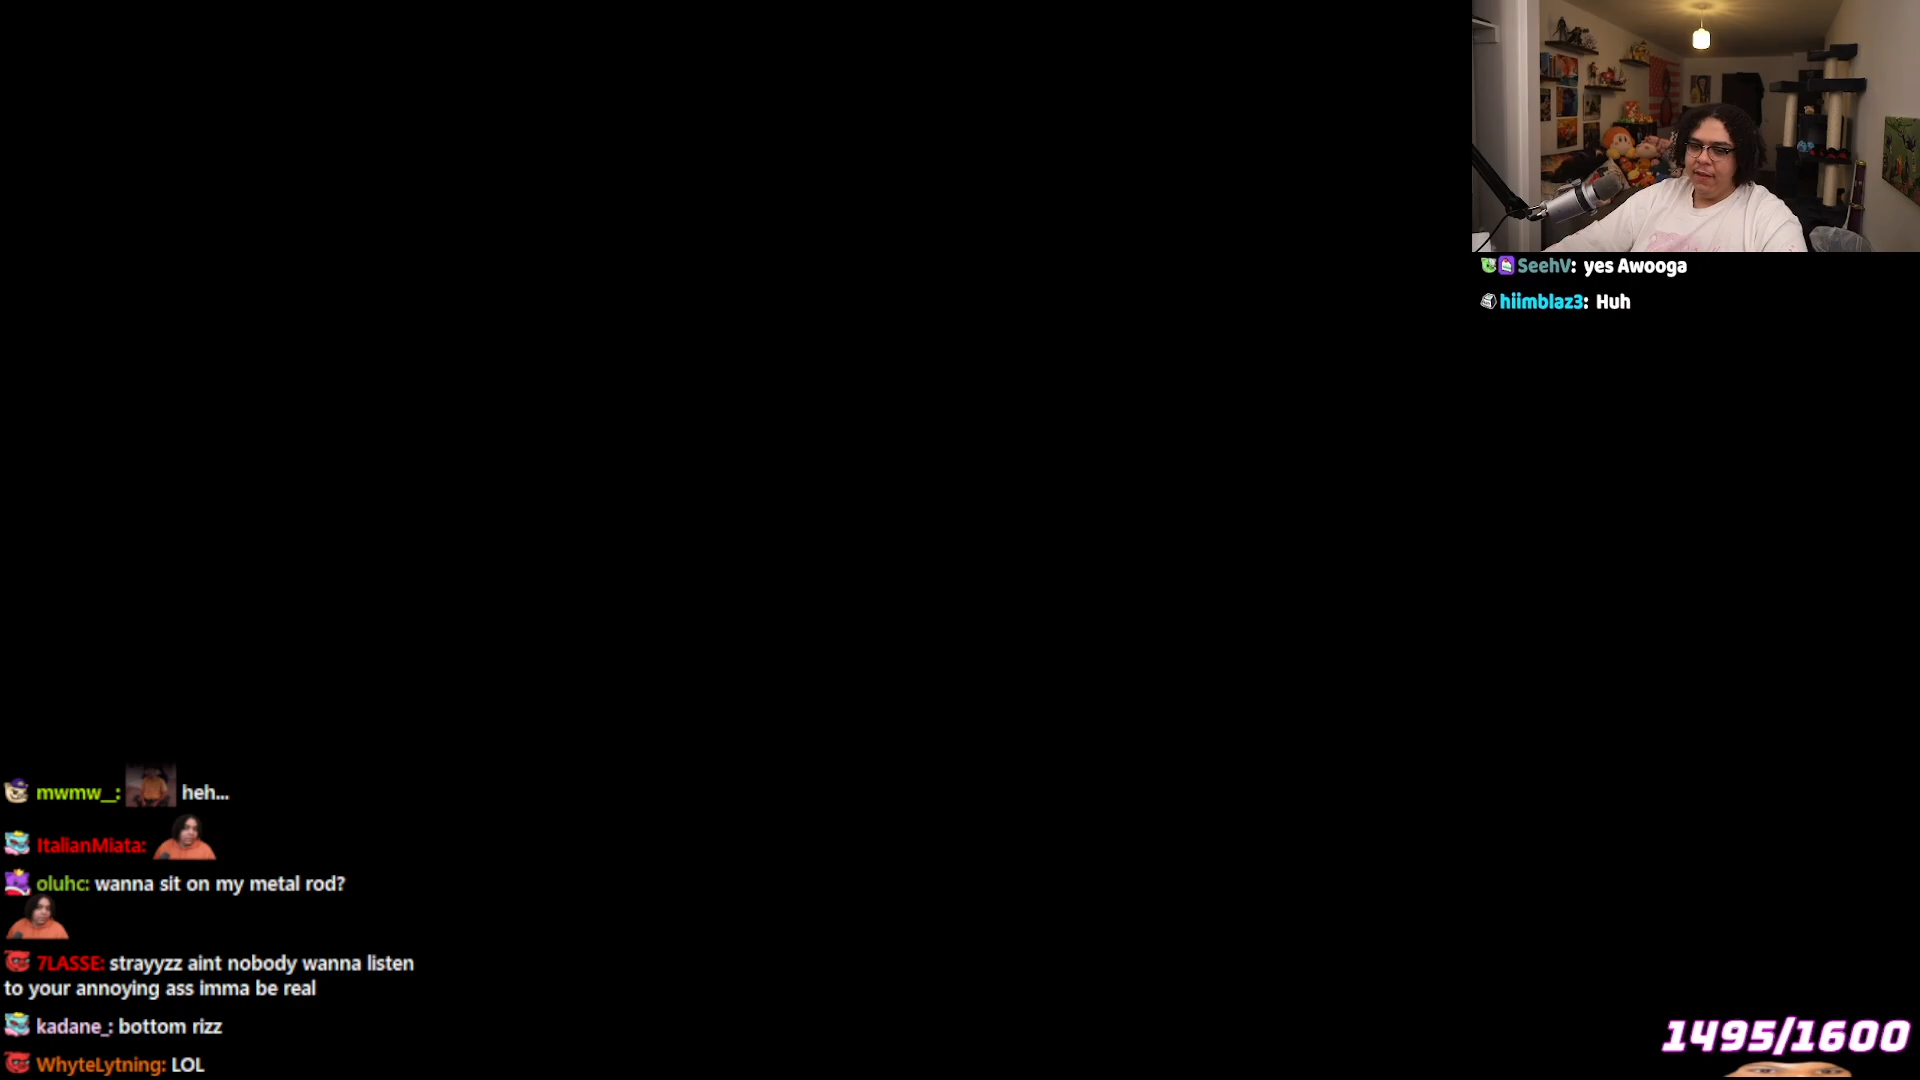 SeehV: yes Awooga
hiimblaz3: Huh
mwmw__: heh...
ItalianMiata:
oluhc: wanna sit on my metal rod?
7LASSE: strayyzz aint nobody wanna listen
to your annoying ass imma be real
kadane_: bottom rizz
WhyteLytning: LOL
1495/1600